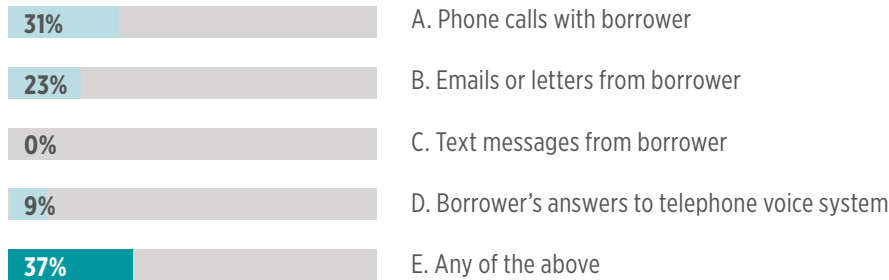 31% A. Phone calls with borrower
23% B. Emails or letters from borrower
0% C. Text messages from borrower
9% D. Borrower’s answers to telephone voice system
37% E. Any of the above